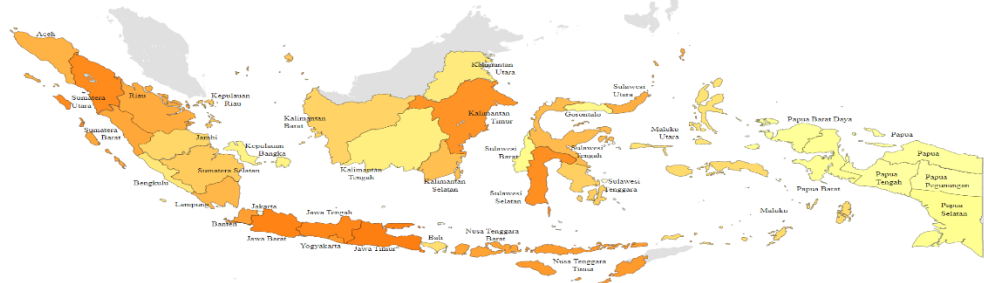 Aceh
Sumatera
Utara
Riau
Kepulauan
Riau
Sumatera
Barat
Jambi
Kepulauan
Bangka
Sumatera Selatan
Bengkulu
Lampung
Jakarta
Banten
Jawa Barat
Jawa Tengah
Yogyakarta
Jawa Timur
Bali
Nusa Tenggara
Barat
Nusa Tenggara
Timur
Kalimantan
Barat
Kalimantan
Tengah
Kalimantan
Selatan
Kalimantan
Timur
Kalimantan
Utara
Sulawesi
Utara
Gorontalo
Sulawesi
Barat
Sulawesi
Tengah
Sulawesi
Selatan
Sulawesi
Tenggara
Maluku
Utara
Maluku
Papua Barat Daya
Papua Barat
Papua
Papua
Papua
Tengah
Papua
Pegunungan
Papua
Selatan